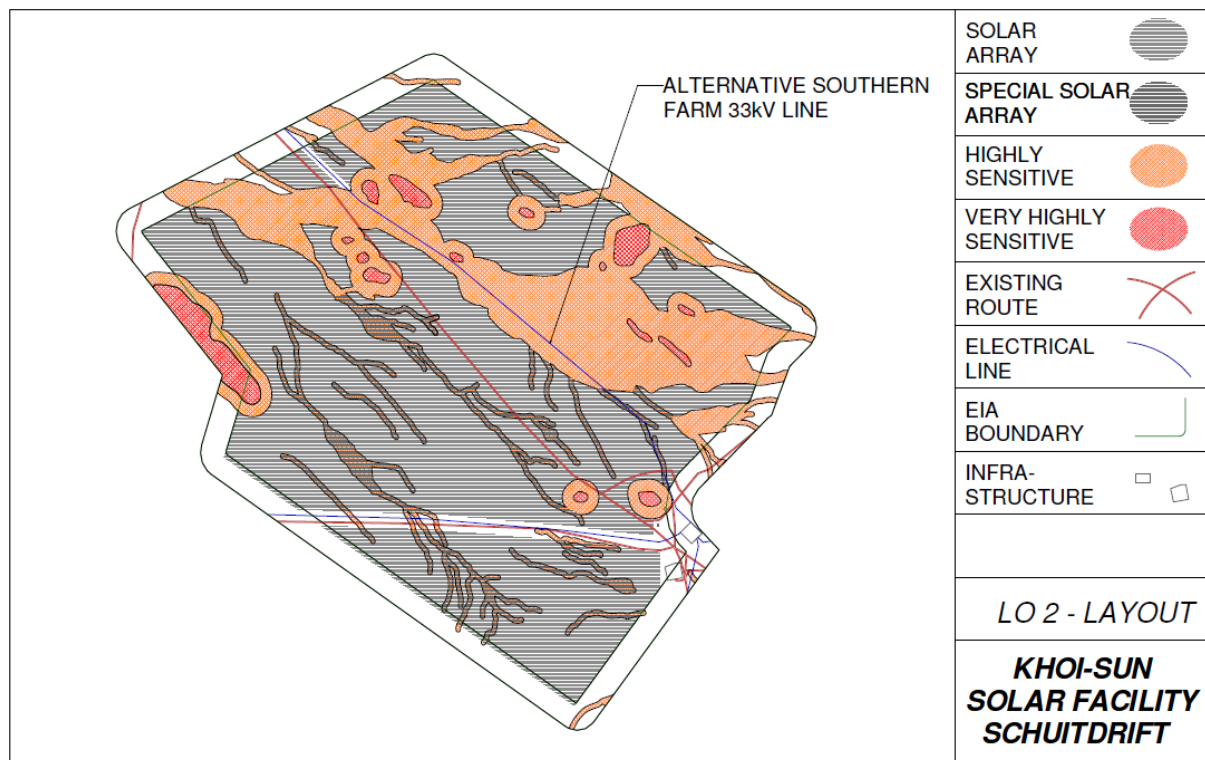 ALTERNATIVE SOUTHERN
FARM 33kV LINE
SOLAR
ARRAY
SPECIAL SOLAR
ARRAY
HIGHLY
SENSITIVE
VERY HIGHLY
SENSITIVE
EXISTING
ROUTE
ELECTRICAL
LINE
EIA
BOUNDARY
INFRA-
STRUCTURE
LO 2 - LAYOUT
KHOI-SUN
SOLAR FACILITY
SCHUITDRIFT